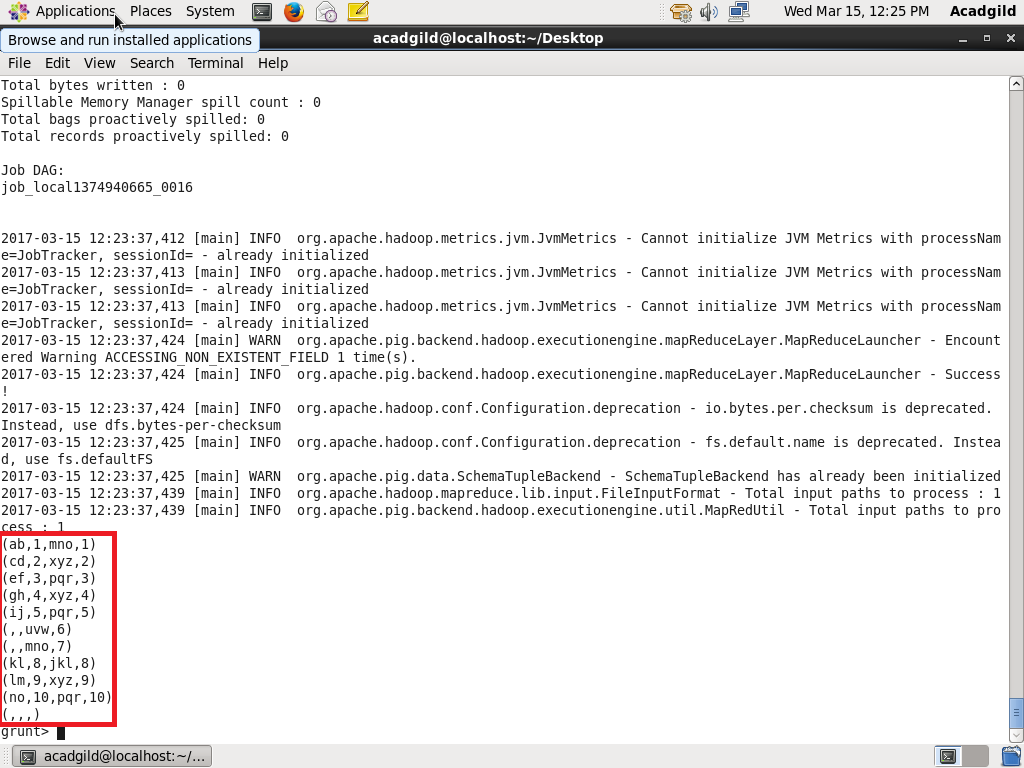 Applications Places System Wed Mar 15, 12:25 PM Acadgild
Browse and run installed applications
acadgild@localhost:~/Desktop
File Edit View Search Terminal Help
Total bytes written : 0
Spillable Memory Manager spill count : 0
Total bags proactively spilled: 0
Total records proactively spilled: 0
Job DAG:
job_local1374940665_0016
2017-03-15 12:23:37,412 [main] INFO  org.apache.hadoop.metrics.jvm.JvmMetrics - Cannot initialize JVM Metrics with processNam
e=JobTracker, sessionId= - already initialized
2017-03-15 12:23:37,413 [main] INFO  org.apache.hadoop.metrics.jvm.JvmMetrics - Cannot initialize JVM Metrics with processNam
e=JobTracker, sessionId= - already initialized
2017-03-15 12:23:37,413 [main] INFO  org.apache.hadoop.metrics.jvm.JvmMetrics - Cannot initialize JVM Metrics with processNam
e=JobTracker, sessionId= - already initialized
2017-03-15 12:23:37,424 [main] WARN  org.apache.pig.backend.hadoop.executionengine.mapReduceLayer.MapReduceLauncher - Encount
ered Warning ACCESSING_NON_EXISTENT_FIELD 1 time(s).
2017-03-15 12:23:37,424 [main] INFO  org.apache.pig.backend.hadoop.executionengine.mapReduceLayer.MapReduceLauncher - Success
!
2017-03-15 12:23:37,424 [main] INFO  org.apache.hadoop.conf.Configuration.deprecation - io.bytes.per.checksum is deprecated.
Instead, use dfs.bytes-per-checksum
2017-03-15 12:23:37,425 [main] INFO  org.apache.hadoop.conf.Configuration.deprecation - fs.default.name is deprecated. Instea
d, use fs.defaultFS
2017-03-15 12:23:37,425 [main] WARN  org.apache.pig.data.SchemaTupleBackend - SchemaTupleBackend has already been initialized
2017-03-15 12:23:37,439 [main] INFO  org.apache.hadoop.mapreduce.lib.input.FileInputFormat - Total input paths to process : 1
2017-03-15 12:23:37,439 [main] INFO  org.apache.pig.backend.hadoop.executionengine.util.MapRedUtil - Total input paths to pro
cess : 1
(ab,1,mno,1)
(cd,2,xyz,2)
(ef,3,pqr,3)
(gh,4,xyz,4)
(ij,5,pqr,5)
(,,uvw,6)
(,,mno,7)
(kl,8,jkl,8)
(lm,9,xyz,9)
(no,10,pqr,10)
(,,,)
grunt>
acadgild@localhost:~/...